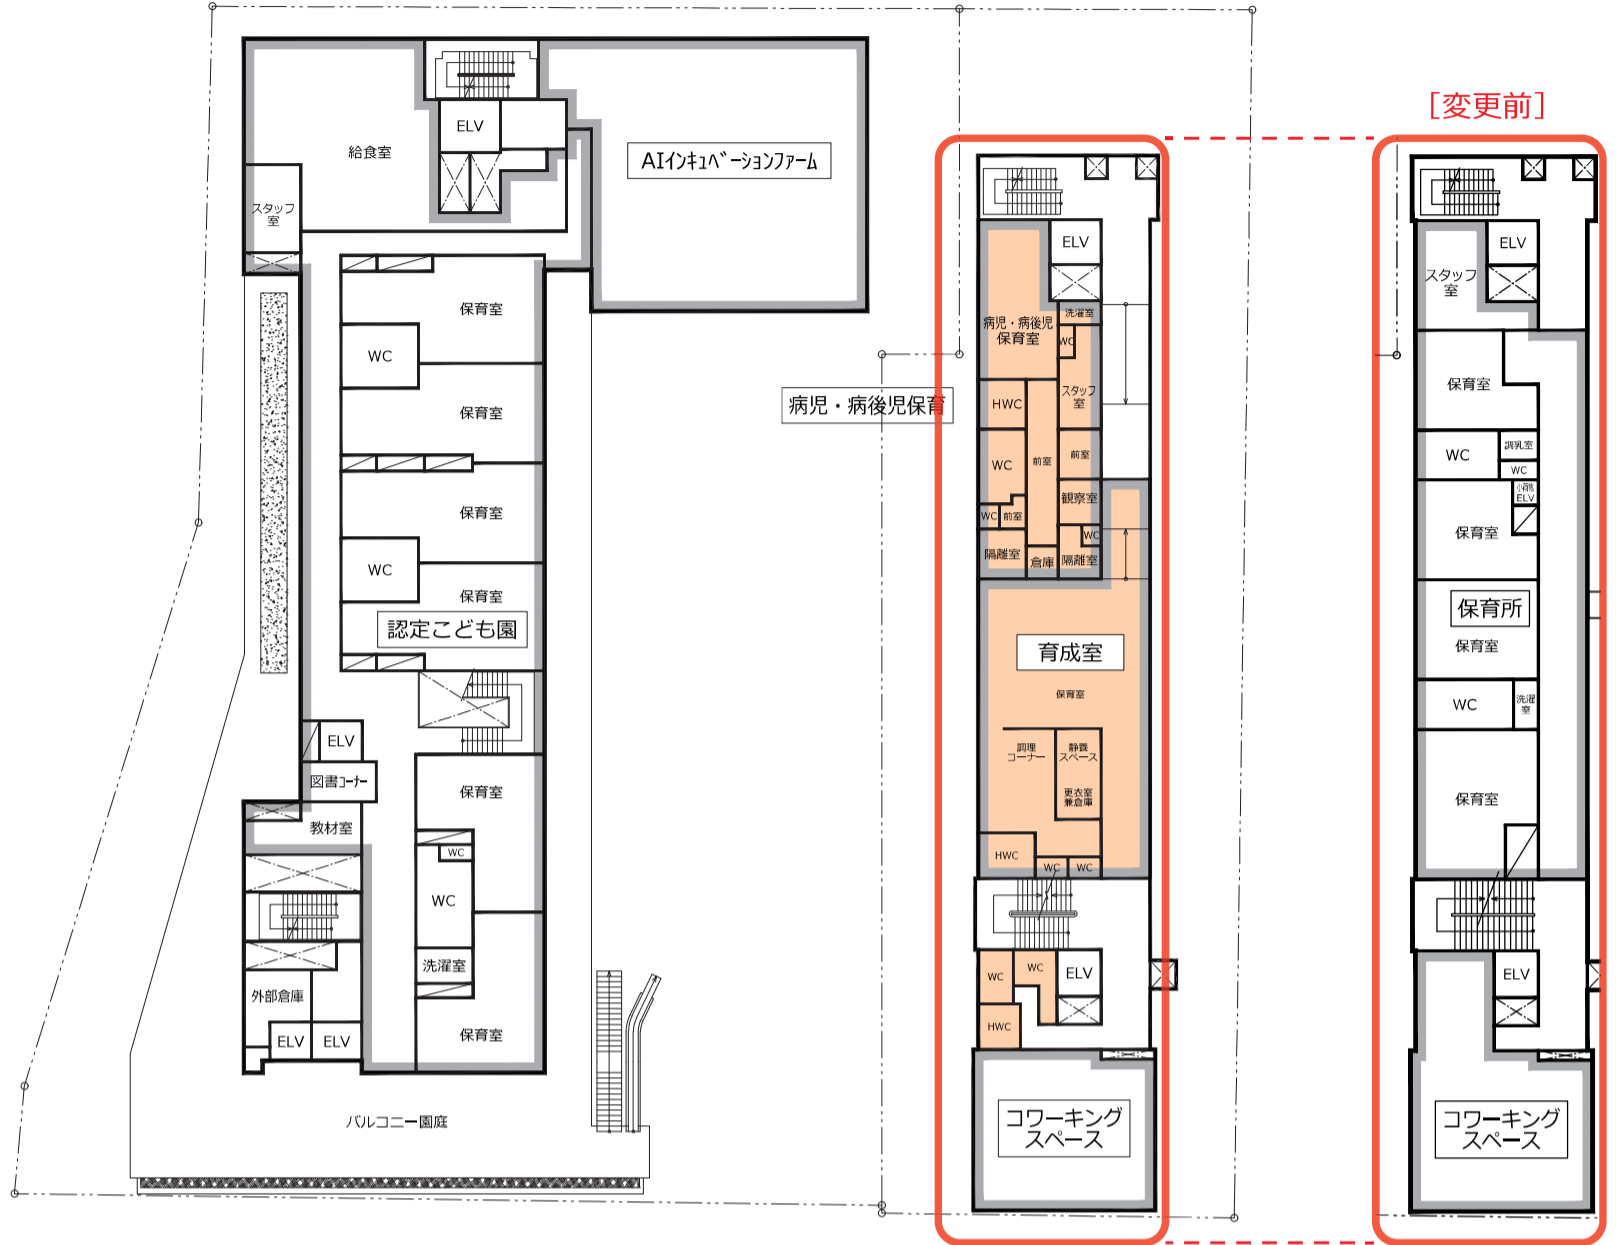 給食室
ELV
AIｲﾝｷｭﾍﾞｰションファーム
スタッフ
室
保育室
WC
保育室
保育室
WC
保育室
認定こども園
ELV
図書ｺｰﾅｰ
教材室
保育室
WC
WC
洗濯室
外部倉庫
ELV
ELV
保育室
バルコニー園庭
病児・病後児保育
ELV
病児・病後児
保育室
洗濯室
WC
スタッフ
室
HWC
WC
前室
前室
観察室
WC
前室
WC
隔離室
倉庫
隔離室
育成室
保育室
調理
コーナー
静養
スペース
更衣室
兼倉庫
HWC
WC
WC
WC
WC
ELV
HWC
コワーキング
スペース
［変更前］
ELV
スタッフ
室
保育室
WC
調乳室
WC
小荷物
ELV
保育室
保育所
保育室
WC
洗濯
室
保育室
ELV
コワーキング
スペース